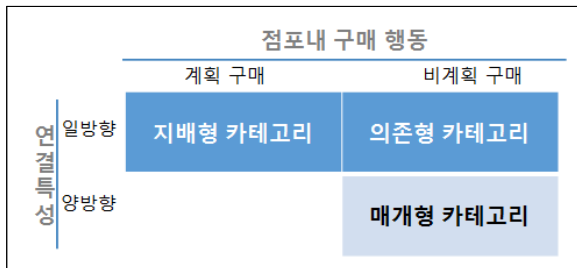 점포내 구매 행동
계획 구매 비계획 구매
연결특성
일방향 지배형 카테고리 의존형 카테고리
양방향 매개형 카테고리